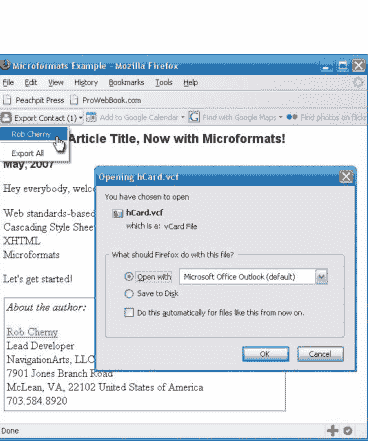 Microformats Example - Mozilla Firefox
File Edit View History Bookmarks Tools Help
Peachpit Press ProWebBook.com
Export Contact (1) Add to Google Calendar Find with Google Maps Find photos on flickr
Rob Cherny
Export All
Article Title, Now with Microformats!
May, 2007
Hey everybody, welc
Web standards-based
Cascading Style Shee
XHTML
Microformats
Let's get started!
Opening hCard.vcf
You have chosen to open
hCard.vcf
which is a: vCard File
What should Firefox do with this file?
Open with Microsoft Office Outlook (default)
Save to Disk
Do this automatically for files like this from now on.
OK Cancel
About the author:
Rob Cherny
Lead Developer
NavigationArts, LLC
7901 Jones Branch Road
McLean, VA, 22102 United States of America
703.584.8920
Done